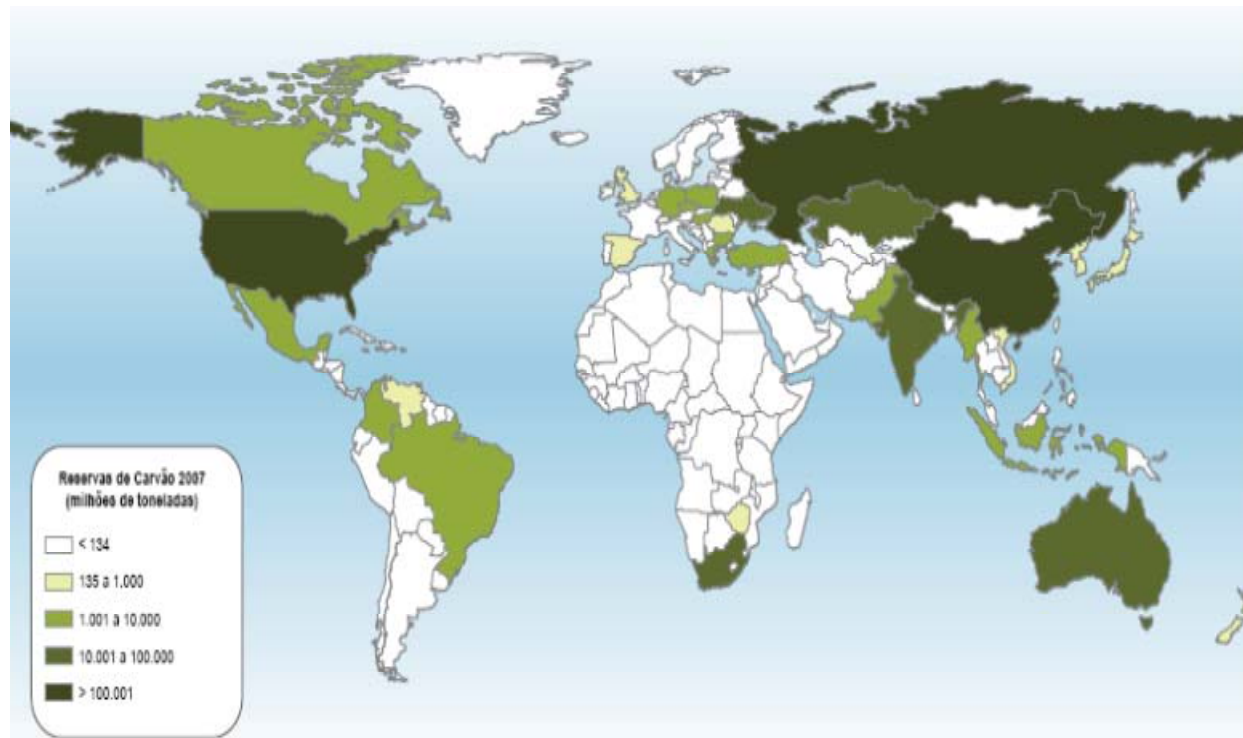 Reservas de Carvão 2007
(milhões de toneladas)
< 134
135 a 1.000
1.001 a 10.000
10.001 a 100.000
> 100.001